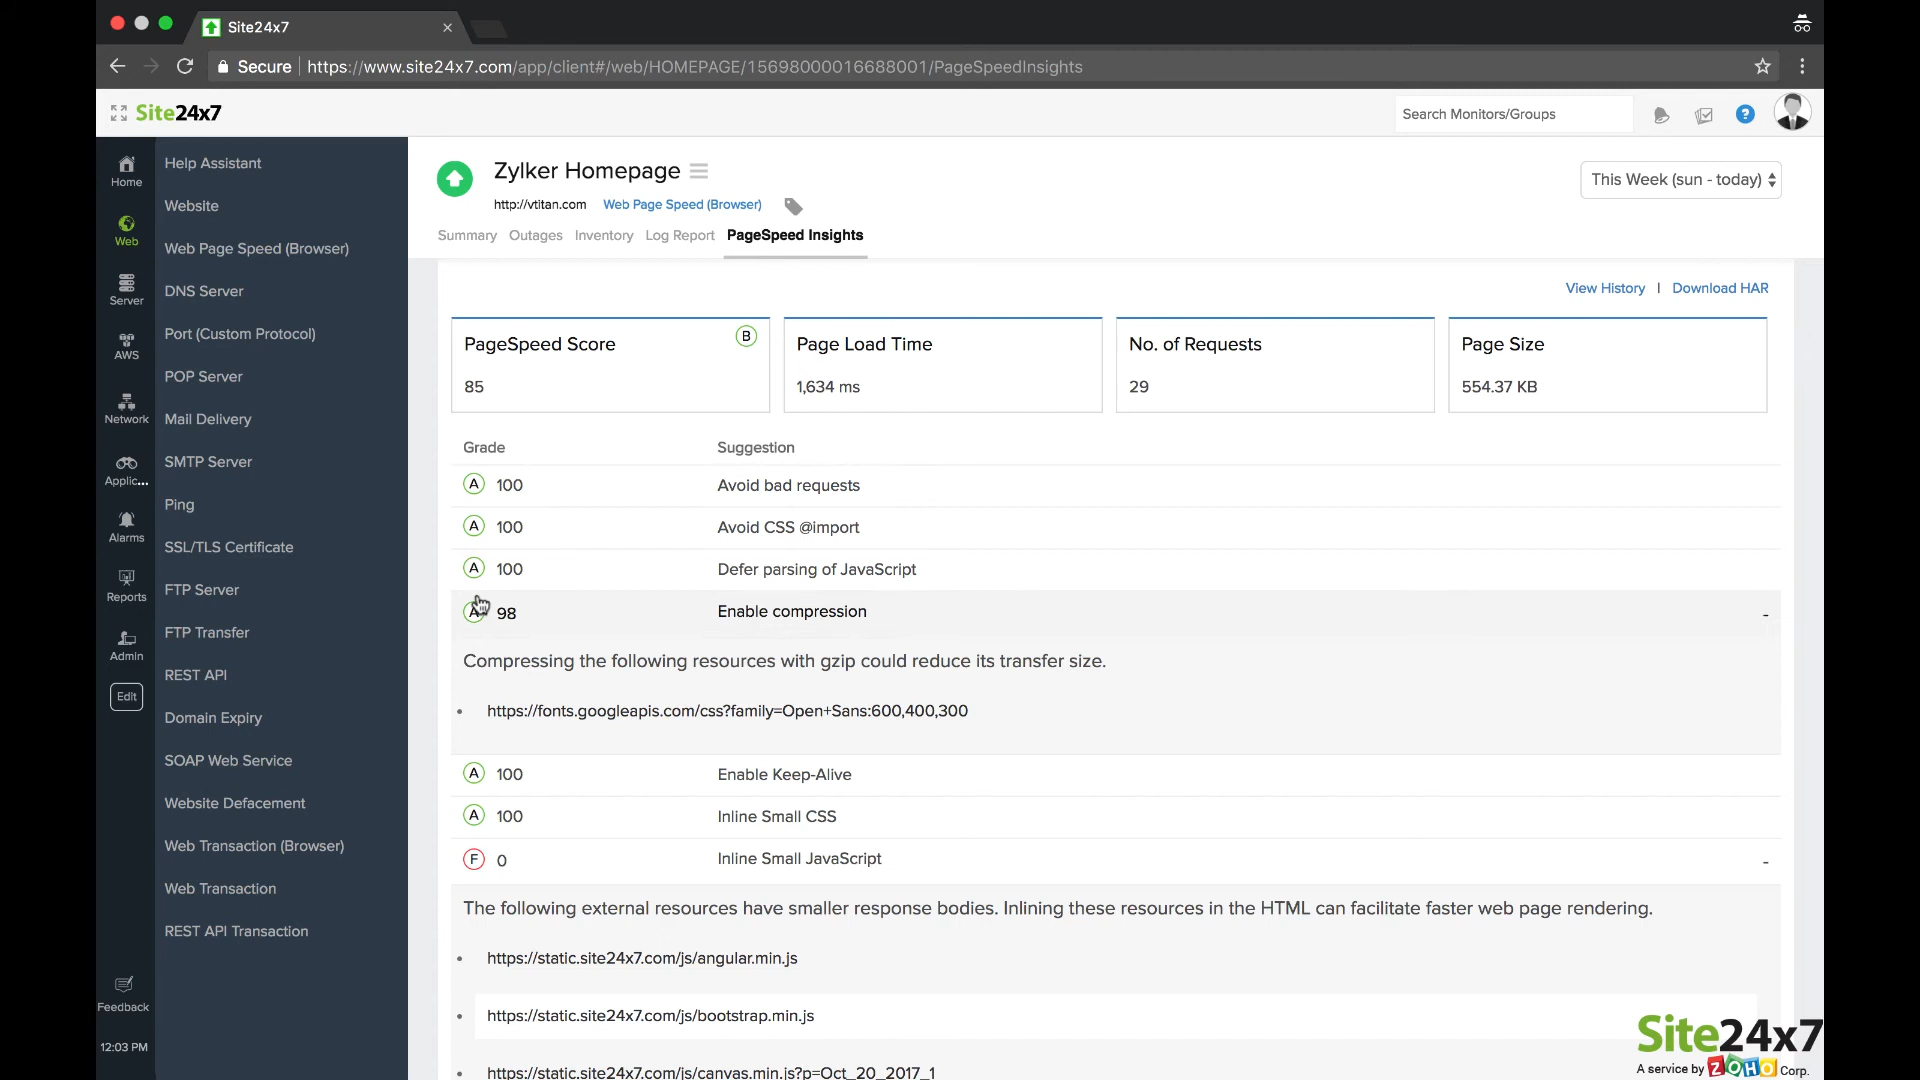 Site24x7
Secure https://www.site24x7.com/app/client#/web/HOMEPAGE/15698000016688001/PageSpeedInsights
Site24x7
Search Monitors/Groups
?
Home
Web
Server
AWS
Network
Applic...
Alarms
Reports
Admin
Edit
Feedback
12:03 PM
Help Assistant
Website
Web Page Speed (Browser)
DNS Server
Port (Custom Protocol)
POP Server
Mail Delivery
SMTP Server
Ping
SSL/TLS Certificate
FTP Server
FTP Transfer
REST API
Domain Expiry
SOAP Web Service
Website Defacement
Web Transaction (Browser)
Web Transaction
REST API Transaction
Zylker Homepage
This Week (sun - today)
http://vtitan.com Web Page Speed (Browser)
Summary Outages Inventory Log Report PageSpeed Insights
View History | Download HAR
PageSpeed Score B
85
Page Load Time
1,634 ms
No. of Requests
29
Page Size
554.37 KB
Grade Suggestion
A 100 Avoid bad requests
A 100 Avoid CSS @import
A 100 Defer parsing of JavaScript
A 98 Enable compression -
Compressing the following resources with gzip could reduce its transfer size.
• https://fonts.googleapis.com/css?family=Open+Sans:600,400,300
A 100 Enable Keep-Alive
A 100 Inline Small CSS
F 0 Inline Small JavaScript -
The following external resources have smaller response bodies. Inlining these resources in the HTML can facilitate faster web page rendering.
• https://static.site24x7.com/js/angular.min.js
• https://static.site24x7.com/js/bootstrap.min.js
• https://static.site24x7.com/js/canvas.min.js?p=Oct_20_2017_1
Site24x7
A service by ZOHO Corp.